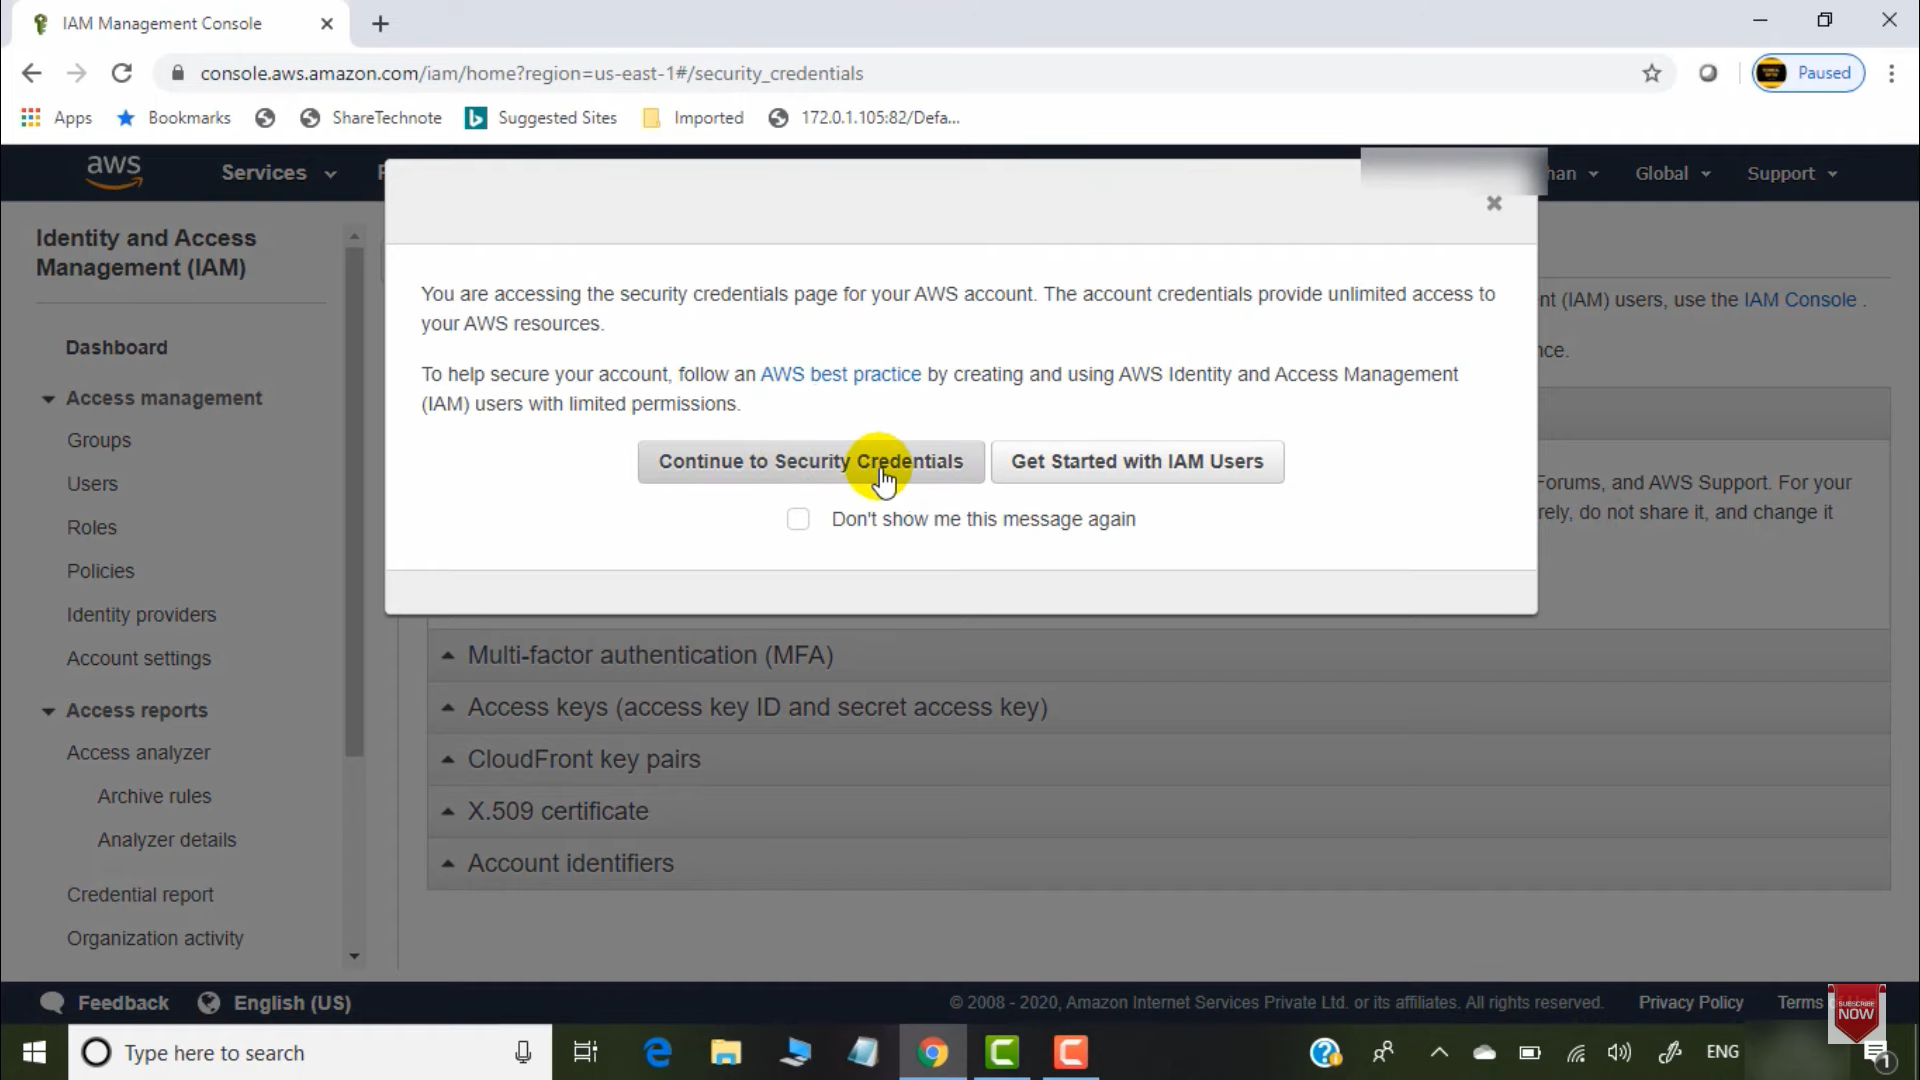 IAM Management Console
console.aws.amazon.com/iam/home?region=us-east-1#/security_credentials
Paused
Apps
Bookmarks
ShareTechnote
Suggested Sites
Imported
172.0.1.105:82/Defa...
aws
Services
Global
Support
Identity and Access
Management (IAM)
Dashboard
Access management
Groups
Users
Roles
Policies
Identity providers
Account settings
Access reports
Access analyzer
Archive rules
Analyzer details
Credential report
Organization activity
You are accessing the security credentials page for your AWS account. The account credentials provide unlimited access to
your AWS resources.
To help secure your account, follow an AWS best practice by creating and using AWS Identity and Access Management
(IAM) users with limited permissions.
Continue to Security Credentials
Get Started with IAM Users
Don't show me this message again
(IAM) users, use the IAM Console .
Forums, and AWS Support. For your
do not share it, and change it
Multi-factor authentication (MFA)
Access keys (access key ID and secret access key)
CloudFront key pairs
X.509 certificate
Account identifiers
Feedback
English (US)
© 2008 - 2020, Amazon Internet Services Private Ltd. or its affiliates. All rights reserved.
Privacy Policy
Terms
SUBSCRIBE
NOW
Type here to search
ENG
1